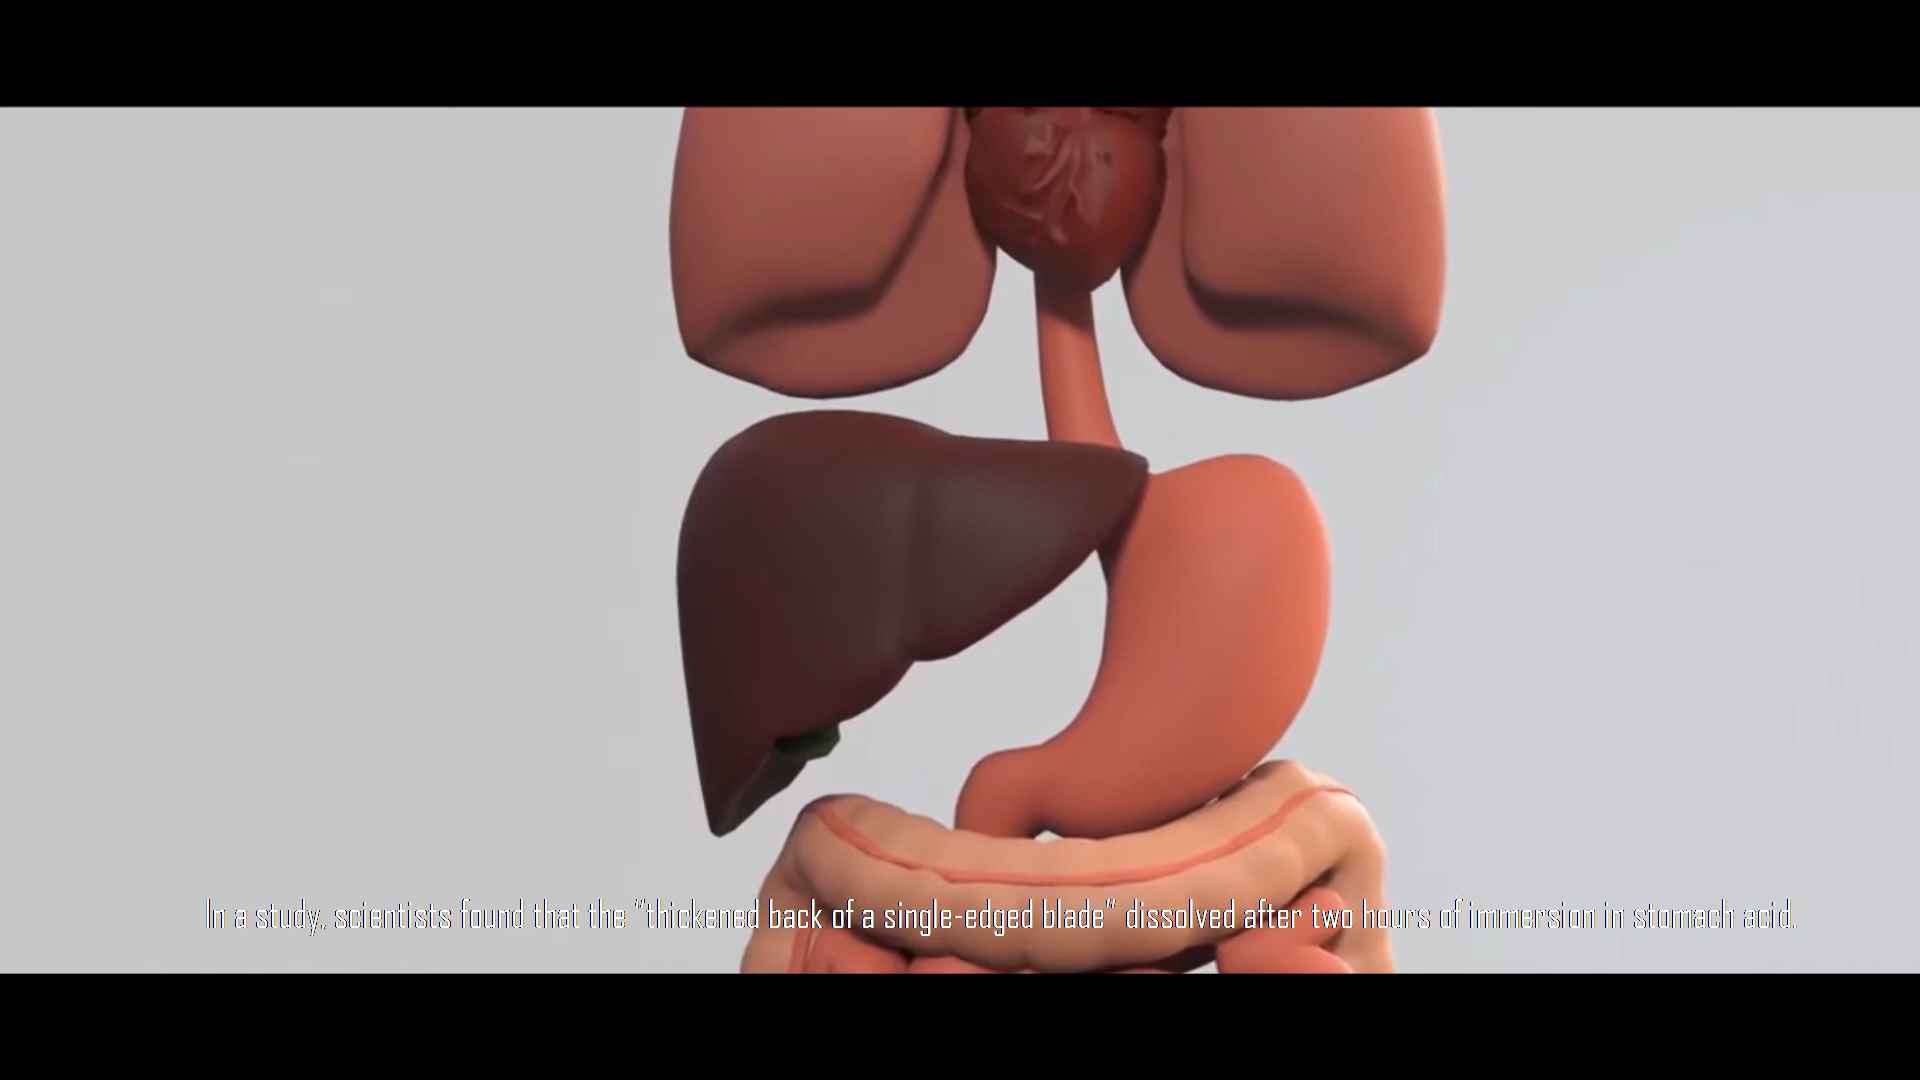 In a study, scientists found that the "thickened back of a single-edged blade" dissolved after two hours of immersion in stomach acid.